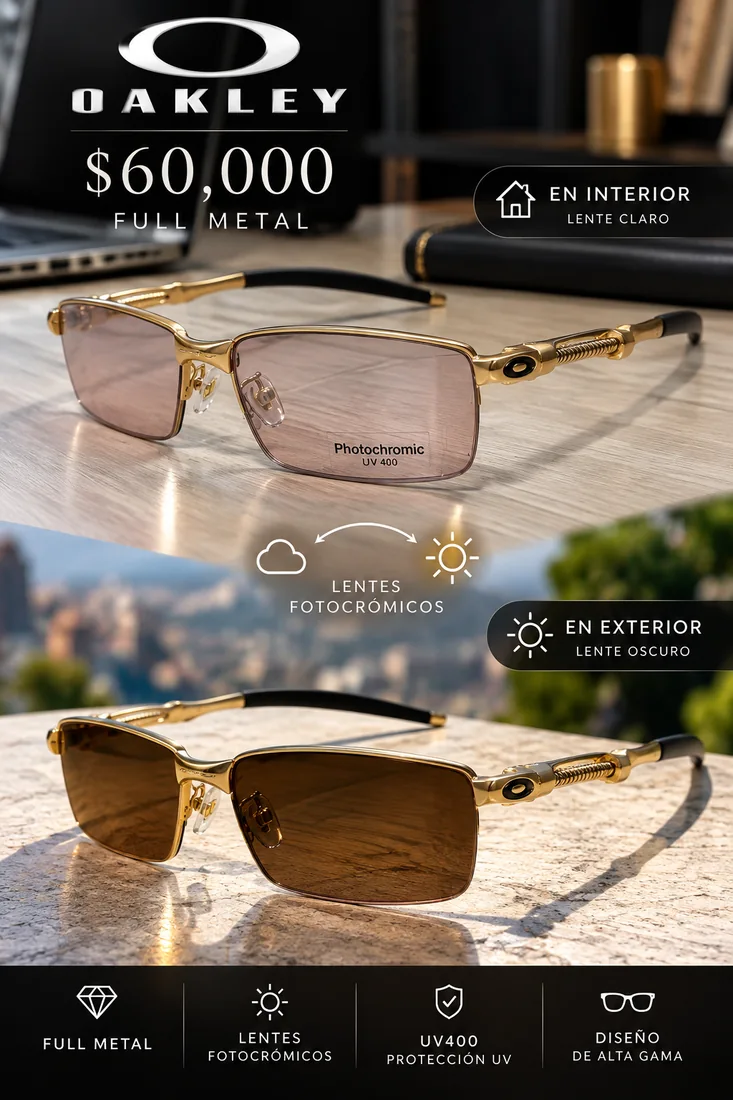 OAKLEY
$60,000
FULL METAL
EN INTERIOR
LENTE CLARO
Photochromic
UV 400
LENTES
FOTOCRÓMICOS
EN EXTERIOR
LENTE OSCURO
FULL METAL
LENTES
FOTOCRÓMICOS
UV400
PROTECCIÓN UV
DISEÑO
DE ALTA GAMA